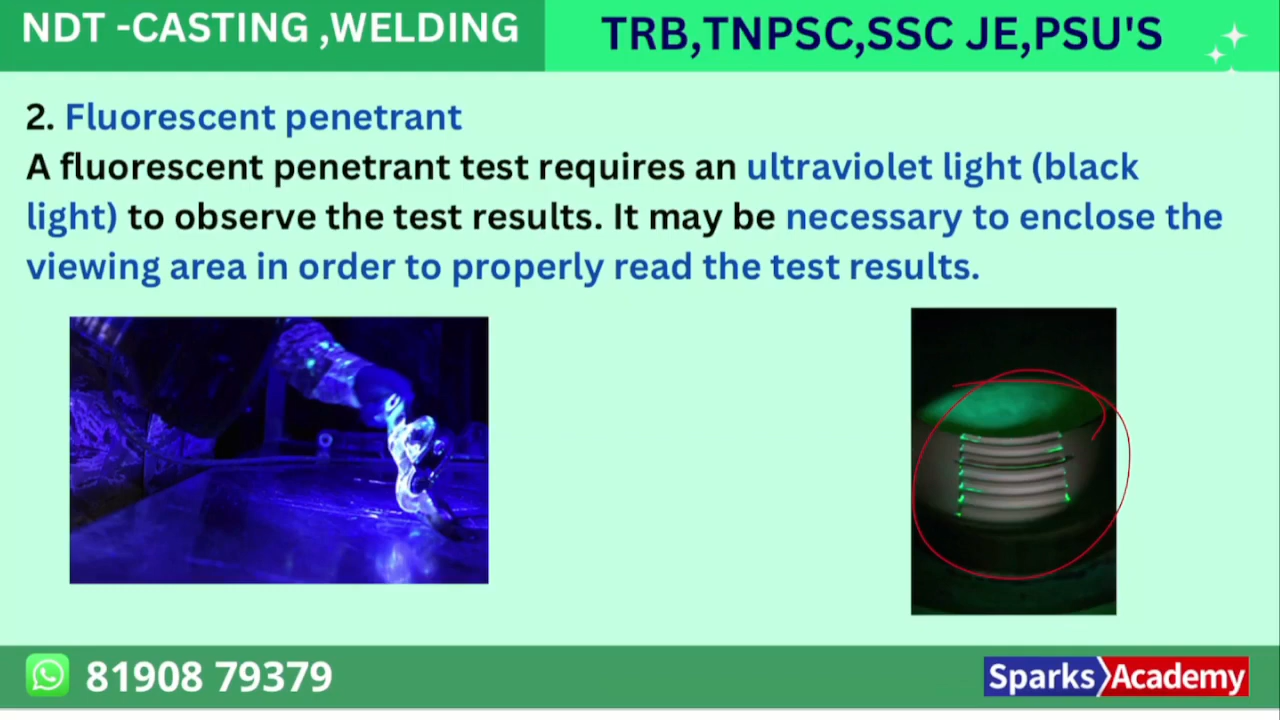 NDT -CASTING ,WELDING
TRB,TNPSC,SSC JE,PSU'S
2. Fluorescent penetrant
A fluorescent penetrant test requires an ultraviolet light (black
light) to observe the test results. It may be necessary to enclose the
viewing area in order to properly read the test results.
81908 79379
Sparks Academy